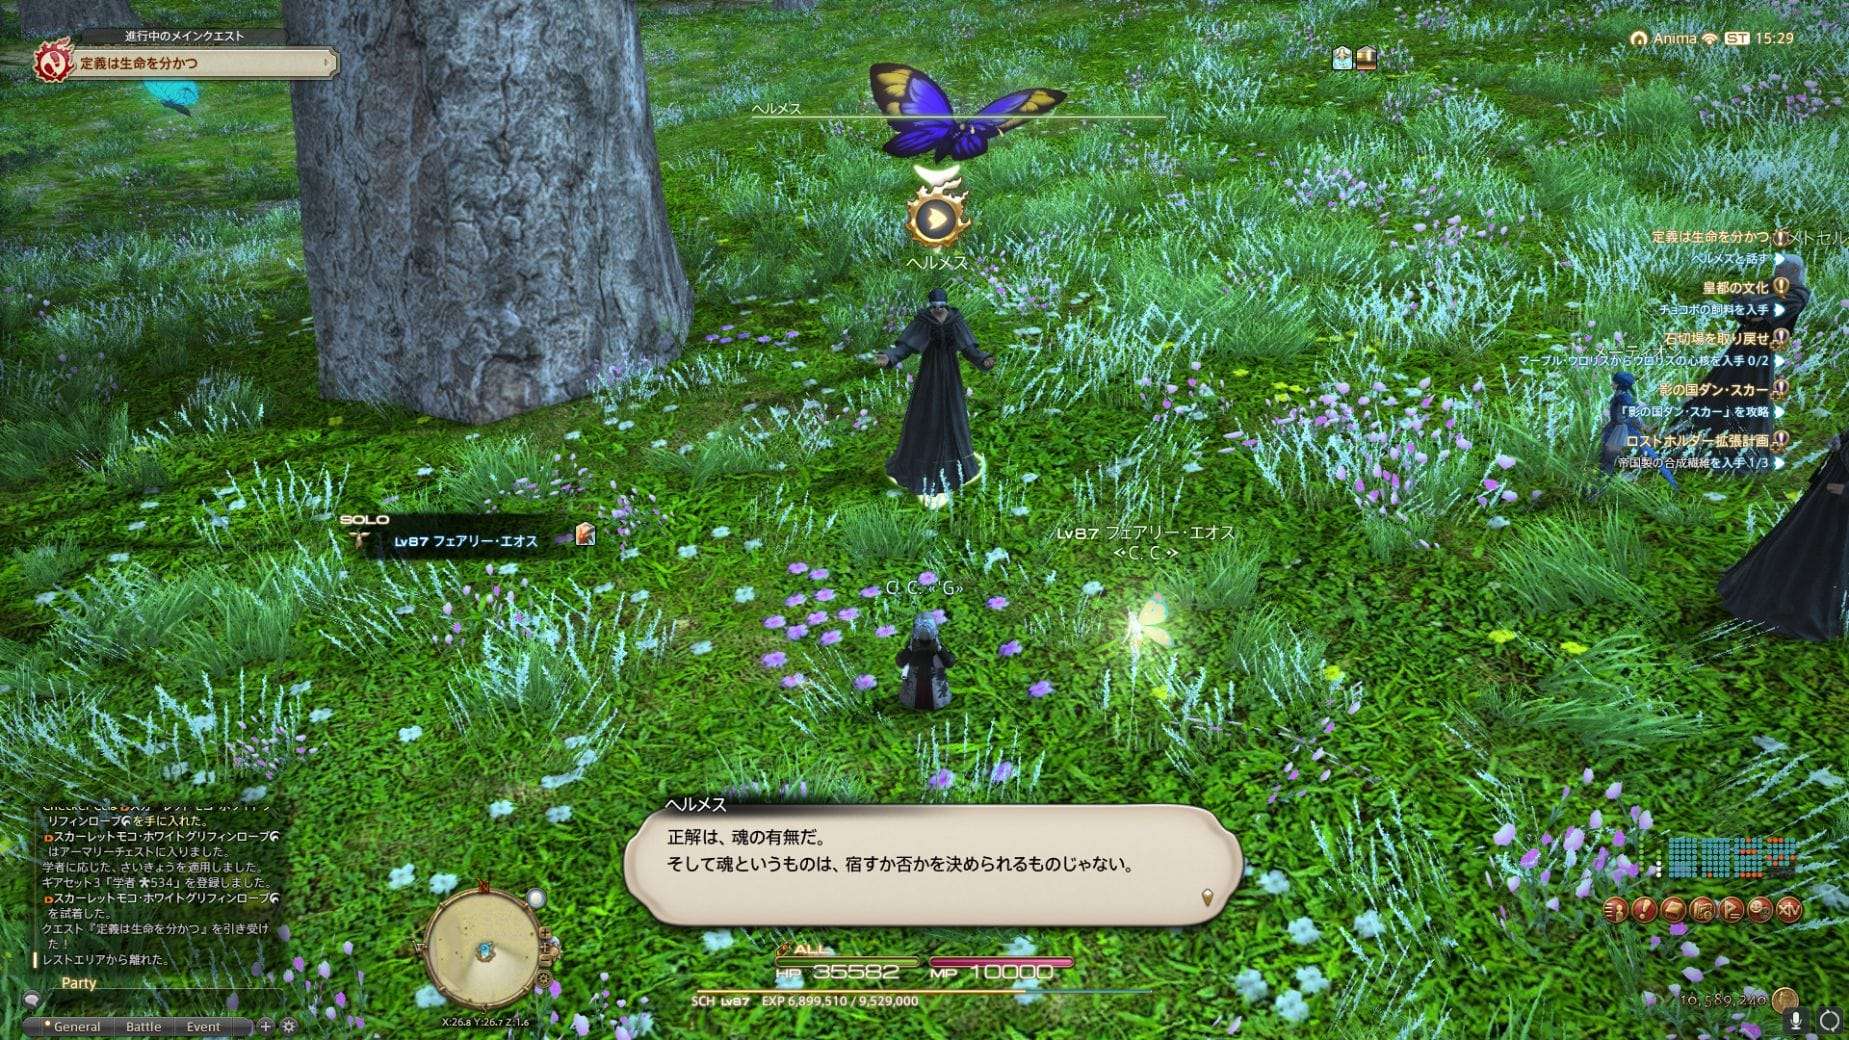 進行中のメインクエスト
定義は生命を分かつ
Anima ST 15:29
ヘルメス
ヘルメス
定義は生命を分かつ
ヘルメスと話す
皇都の文化
チョコボの飼料を入手
石切場を取り戻せ
マーブル・ウロリスからウロリスの心核を入手 0/2
影の国ダン・スカー
「影の国ダン・スカー」を攻略
ロストホルダー拡張計画
帝国製の合成繊維を入手 1/3
SOLO
Lv87 フェアリー・エオス
Lv87 フェアリー・エオス
«C. C.»
C. C. «'G»
ヘルメス
正解は、魂の有無だ。
そして魂というものは、宿すか否かを決められるものじゃない。
リフィンローブを手に入れた。
スカーレットモコ・ホワイトグリフィンローブ
はアーマリーチェストに入りました。
学者に応じた、さいきょうを適用しました。
ギアセット3「学者 ★534」を登録しました。
スカーレットモコ・ホワイトグリフィンローブ
を試着した。
クエスト『定義は生命を分かつ』を引き受け
た！
レストエリアから離れた。
Party
General Battle Event
X:26.8 Y:26.7 Z:1.6
ALL
HP 35582 MP 10000
SCH Lv87 EXP 6,899,510 / 9,529,000
XIV
10,589,240